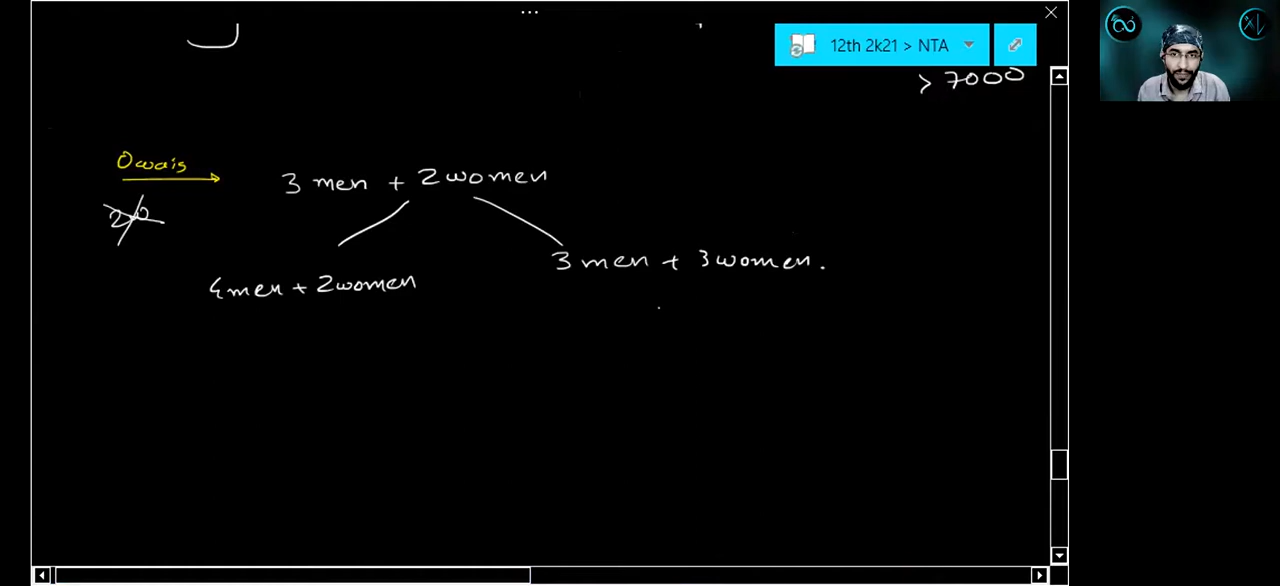 ...
12th 2k21 > NTA
> 7000
Owais
3 men + 2 women
3 men + 3 women.
4 men + 2 women